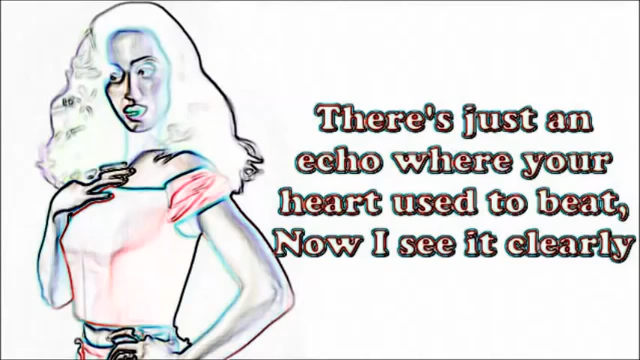 There's just an
echo where your
heart used to beat,
Now I see it clearly